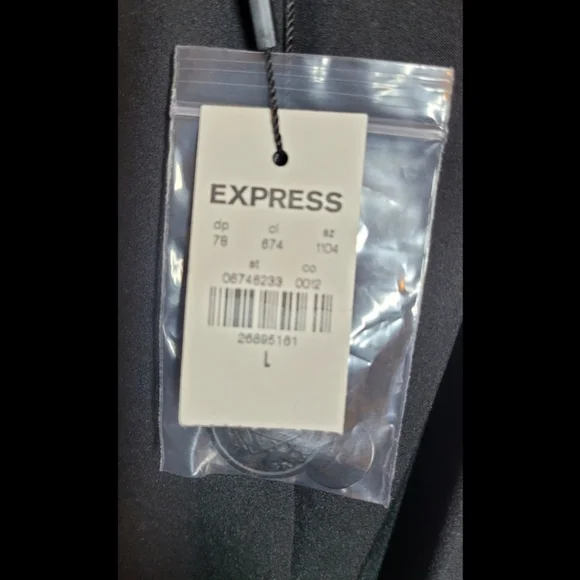 EXPRESS
dp cl sz
78 674 1104
st co
06746233 0012
26895161
L